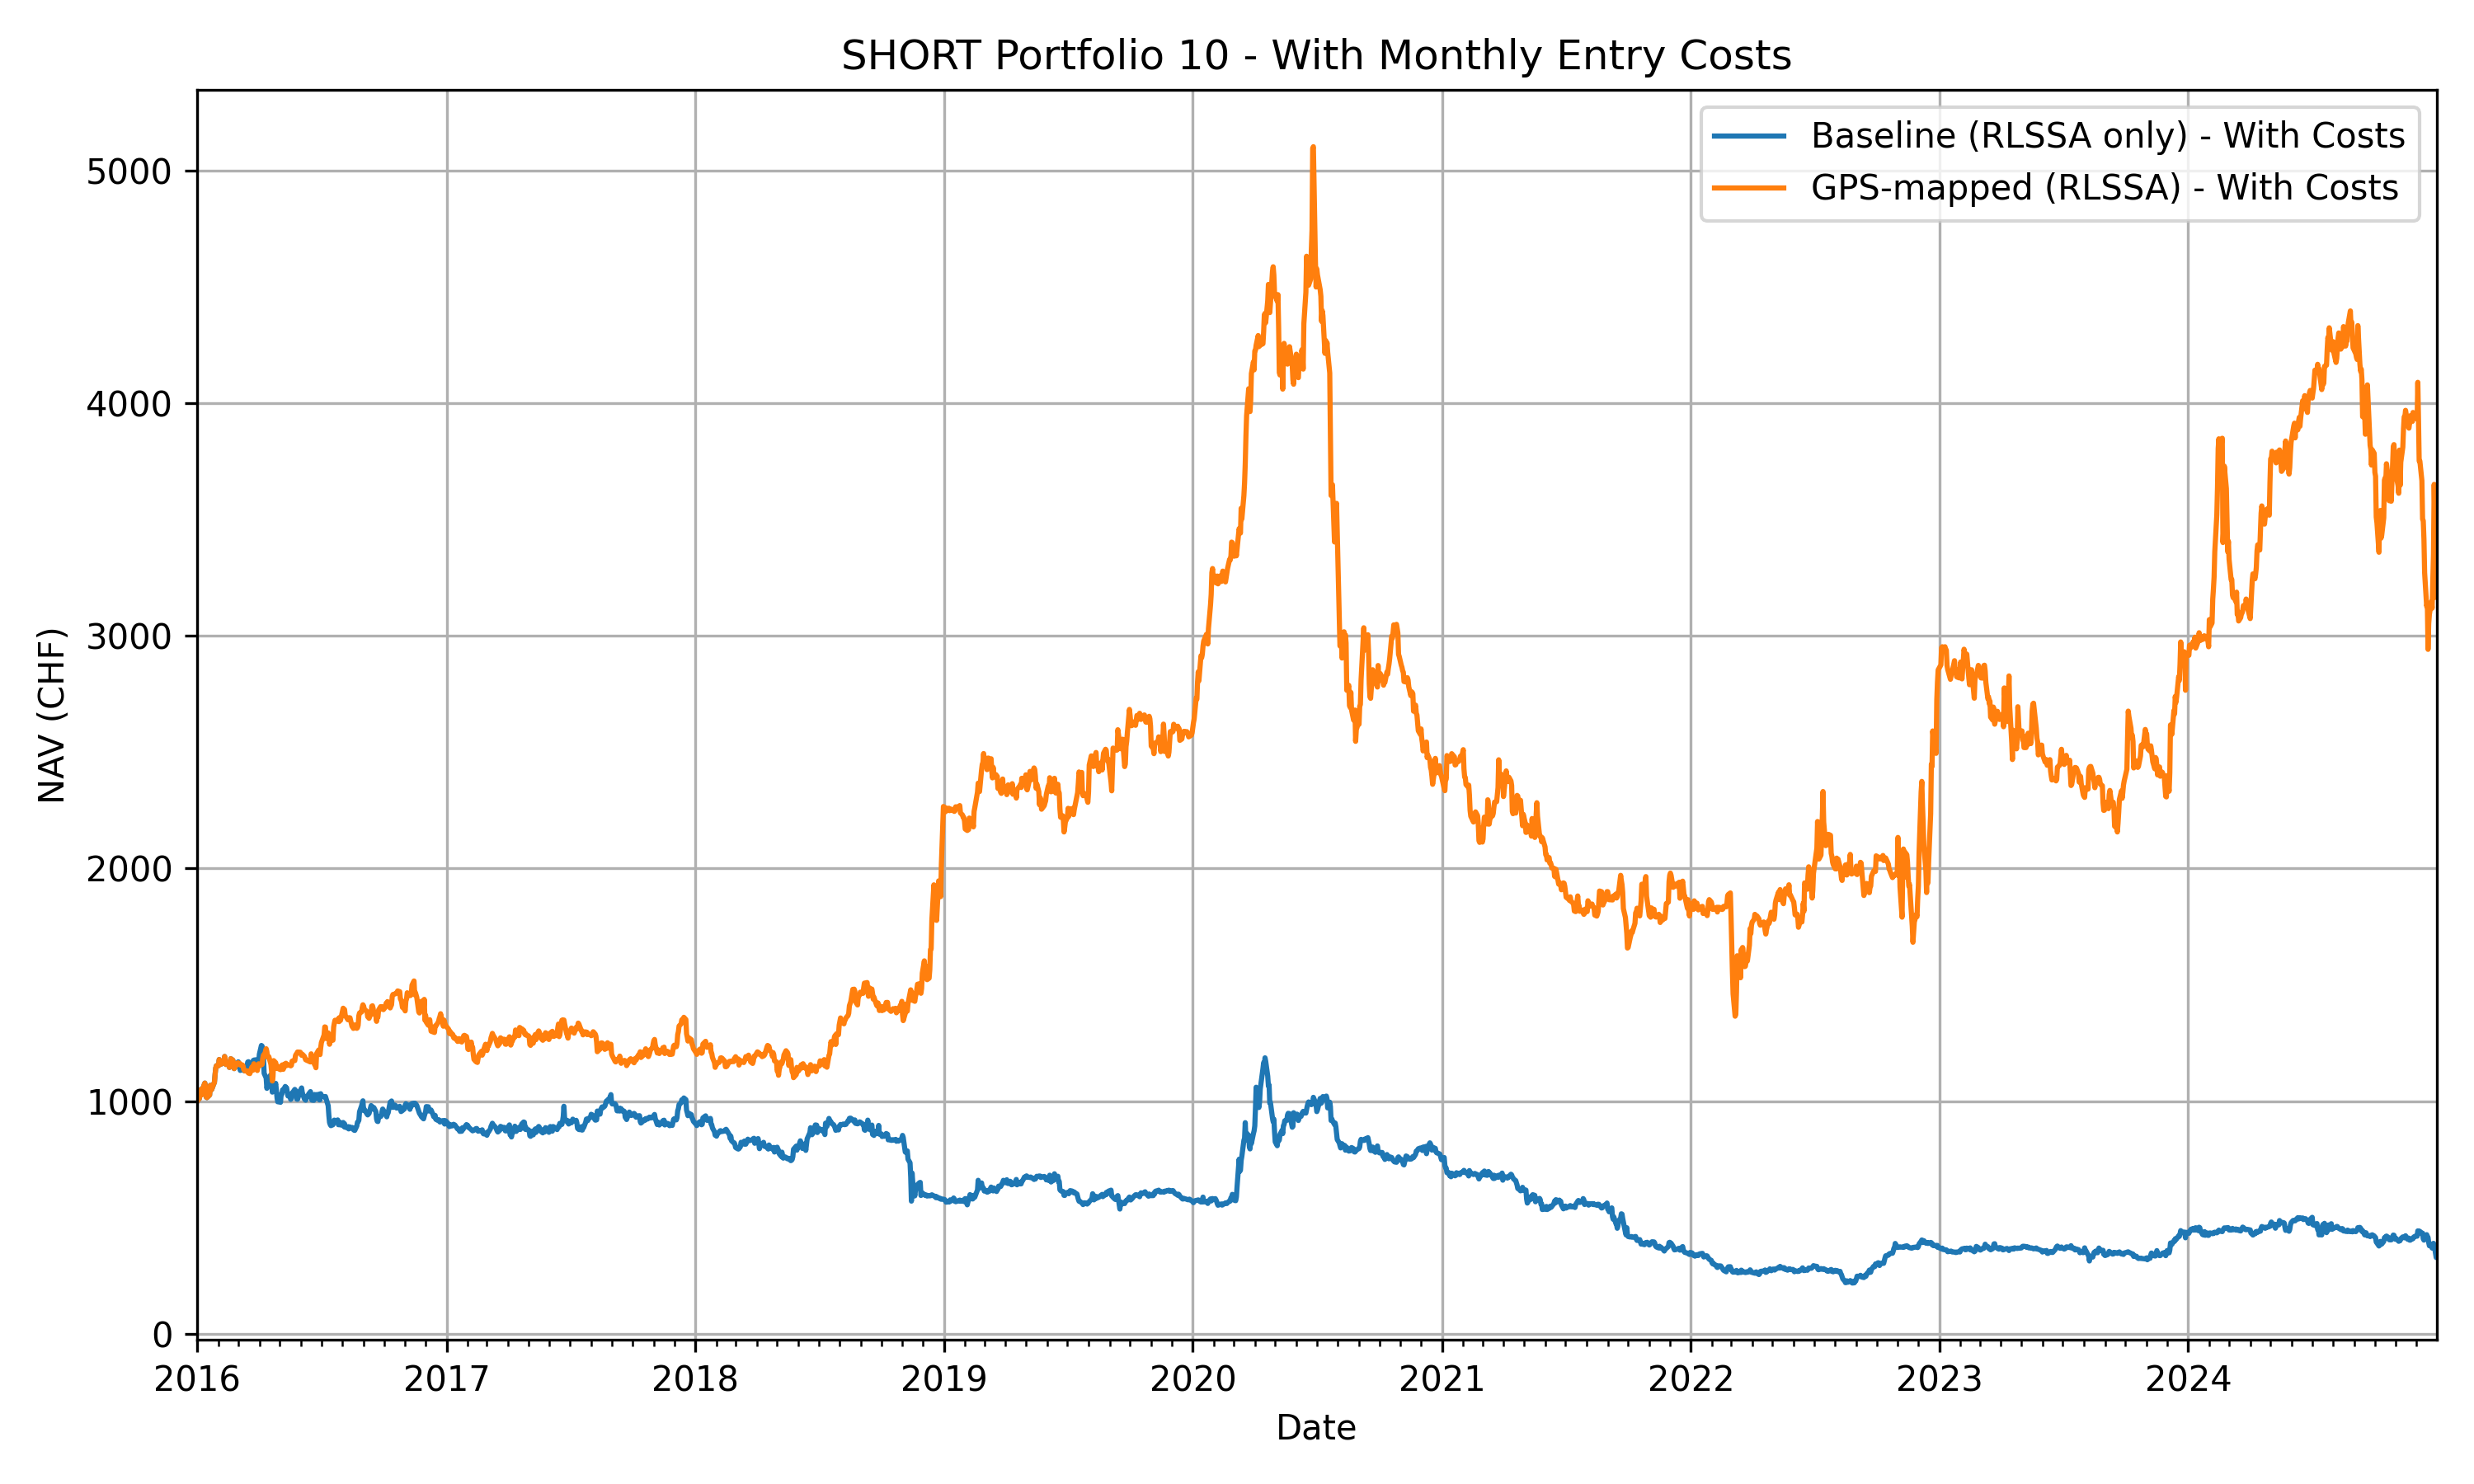 SHORT Portfolio 10 - With Monthly Entry Costs
Baseline (RLSSA only) - With Costs
GPS-mapped (RLSSA) - With Costs
NAV (CHF)
5000
4000
3000
2000
1000
0
2016 2017 2018 2019 2020 2021 2022 2023 2024
Date